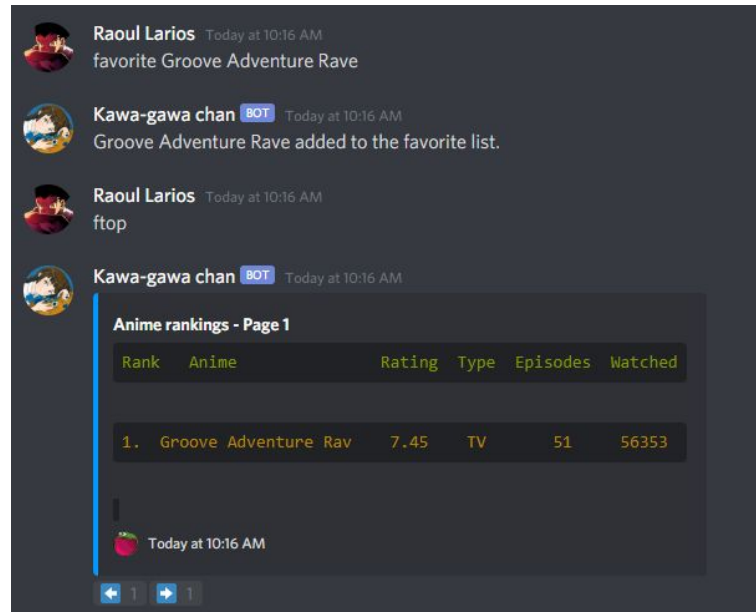 Raoul Larios Today at 10:16 AM
favorite Groove Adventure Rave
Kawa-gawa chan BOT Today at 10:16 AM
Groove Adventure Rave added to the favorite list.
Raoul Larios Today at 10:16 AM
ftop
Kawa-gawa chan BOT Today at 10:16 AM
Anime rankings - Page 1
Rank Anime Rating Type Episodes Watched
1. Groove Adventure Rav 7.45 TV 51 56353
Today at 10:16 AM
1 1